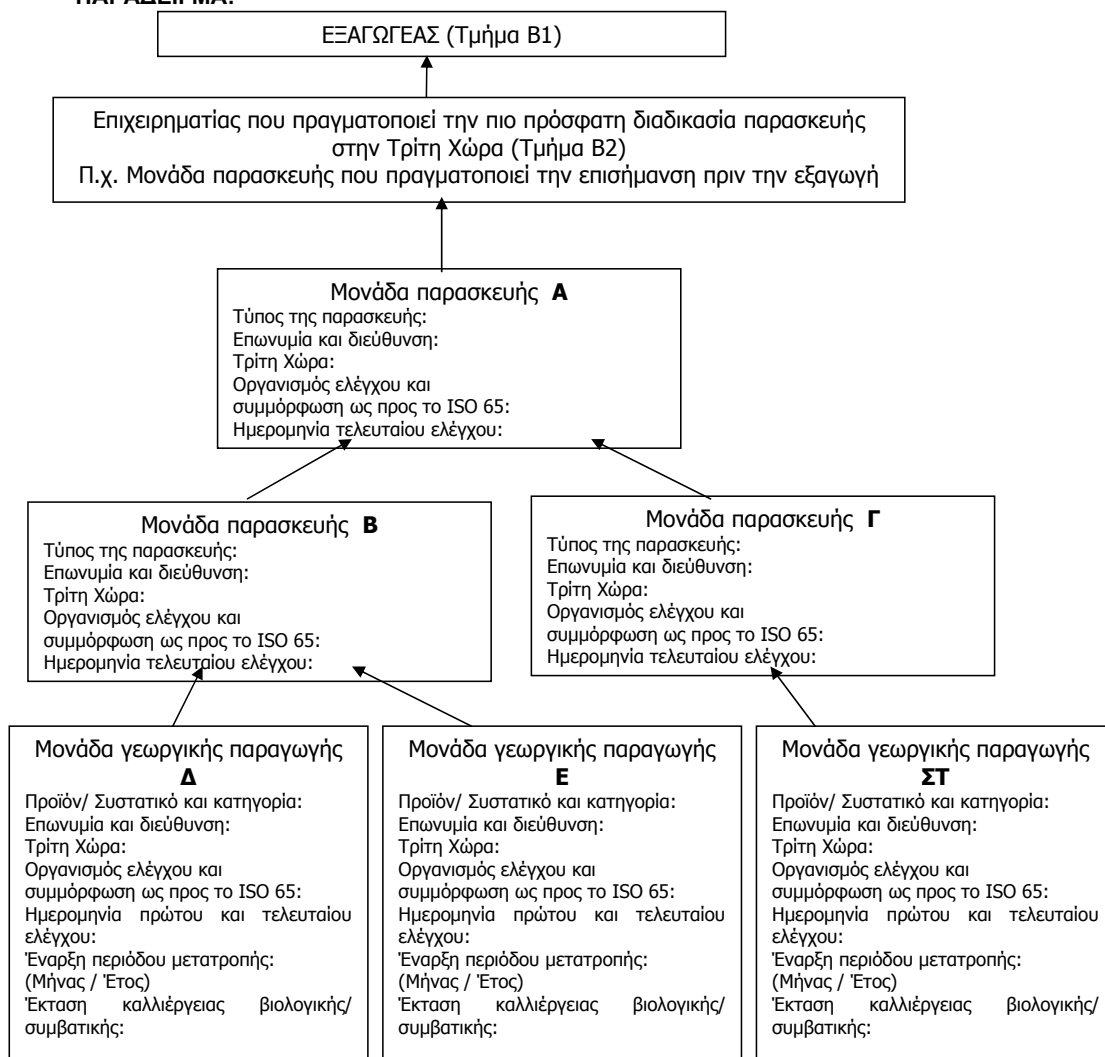 ΠΑΡΑΔΕΙΓΜΑ:
ΕΞΑΓΩΓΕΑΣ (Τμήμα Β1)
Επιχειρηματίας που πραγματοποιεί την πιο πρόσφατη διαδικασία παρασκευής
στην Τρίτη Χώρα (Τμήμα Β2)
Π.χ. Μονάδα παρασκευής που πραγματοποιεί την επισήμανση πριν την εξαγωγή
Μονάδα παρασκευής Α
Τύπος της παρασκευής:
Επωνυμία και διεύθυνση:
Τρίτη Χώρα:
Οργανισμός ελέγχου και
συμμόρφωση ως προς το ISO 65:
Ημερομηνία τελευταίου ελέγχου:
Μονάδα παρασκευής Β
Τύπος της παρασκευής:
Επωνυμία και διεύθυνση:
Τρίτη Χώρα:
Οργανισμός ελέγχου και
συμμόρφωση ως προς το ISO 65:
Ημερομηνία τελευταίου ελέγχου:
Μονάδα παρασκευής Γ
Τύπος της παρασκευής:
Επωνυμία και διεύθυνση:
Τρίτη Χώρα:
Οργανισμός ελέγχου και
συμμόρφωση ως προς το ISO 65:
Ημερομηνία τελευταίου ελέγχου:
Μονάδα γεωργικής παραγωγής
Δ
Προϊόν/ Συστατικό και κατηγορία:
Επωνυμία και διεύθυνση:
Τρίτη Χώρα:
Οργανισμός ελέγχου και
συμμόρφωση ως προς το ISO 65:
Ημερομηνία πρώτου και τελευταίου
ελέγχου:
Έναρξη περιόδου μετατροπής:
(Μήνας / Έτος)
Έκταση καλλιέργειας βιολογικής/
συμβατικής:
Μονάδα γεωργικής παραγωγής
Ε
Προϊόν/ Συστατικό και κατηγορία:
Επωνυμία και διεύθυνση:
Τρίτη Χώρα:
Οργανισμός ελέγχου και
συμμόρφωση ως προς το ISO 65:
Ημερομηνία πρώτου και τελευταίου
ελέγχου:
Έναρξη περιόδου μετατροπής:
(Μήνας / Έτος)
Έκταση καλλιέργειας βιολογικής/
συμβατικής:
Μονάδα γεωργικής παραγωγής
ΣΤ
Προϊόν/ Συστατικό και κατηγορία:
Επωνυμία και διεύθυνση:
Τρίτη Χώρα:
Οργανισμός ελέγχου και
συμμόρφωση ως προς το ISO 65:
Ημερομηνία πρώτου και τελευταίου
ελέγχου:
Έναρξη περιόδου μετατροπής:
(Μήνας / Έτος)
Έκταση καλλιέργειας βιολογικής/
συμβατικής: